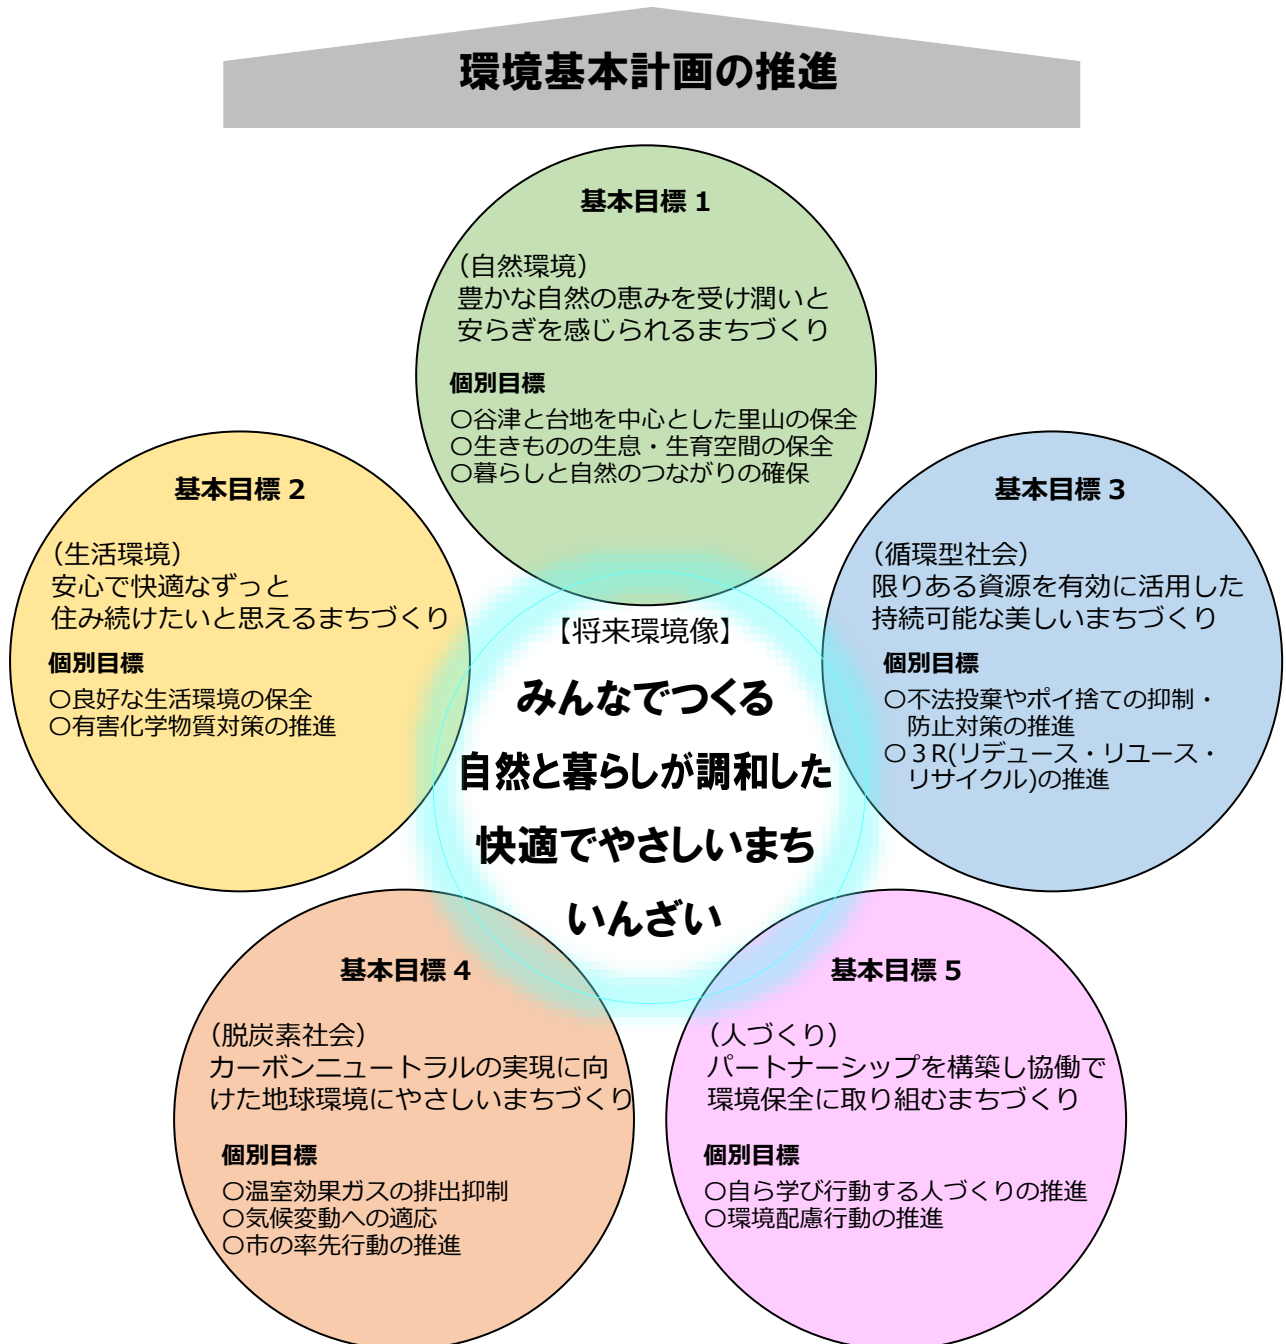 環境基本計画の推進
基本目標 1
（自然環境）
豊かな自然の恵みを受け潤いと
安らぎを感じられるまちづくり
個別目標
○谷津と台地を中心とした里山の保全
○生きものの生息・生育空間の保全
○暮らしと自然のつながりの確保
基本目標 2
（生活環境）
安心で快適なずっと
住み続けたいと思えるまちづくり
個別目標
○良好な生活環境の保全
○有害化学物質対策の推進
基本目標 3
（循環型社会）
限りある資源を有効に活用した
持続可能な美しいまちづくり
個別目標
○不法投棄やポイ捨ての抑制・
防止対策の推進
○３R(リデュース・リユース・
リサイクル)の推進
【将来環境像】
みんなでつくる
自然と暮らしが調和した
快適でやさしいまち
いんざい
基本目標 4
（脱炭素社会）
カーボンニュートラルの実現に向
けた地球環境にやさしいまちづくり
個別目標
○温室効果ガスの排出抑制
○気候変動への適応
○市の率先行動の推進
基本目標 5
（人づくり）
パートナーシップを構築し協働で
環境保全に取り組むまちづくり
個別目標
○自ら学び行動する人づくりの推進
○環境配慮行動の推進